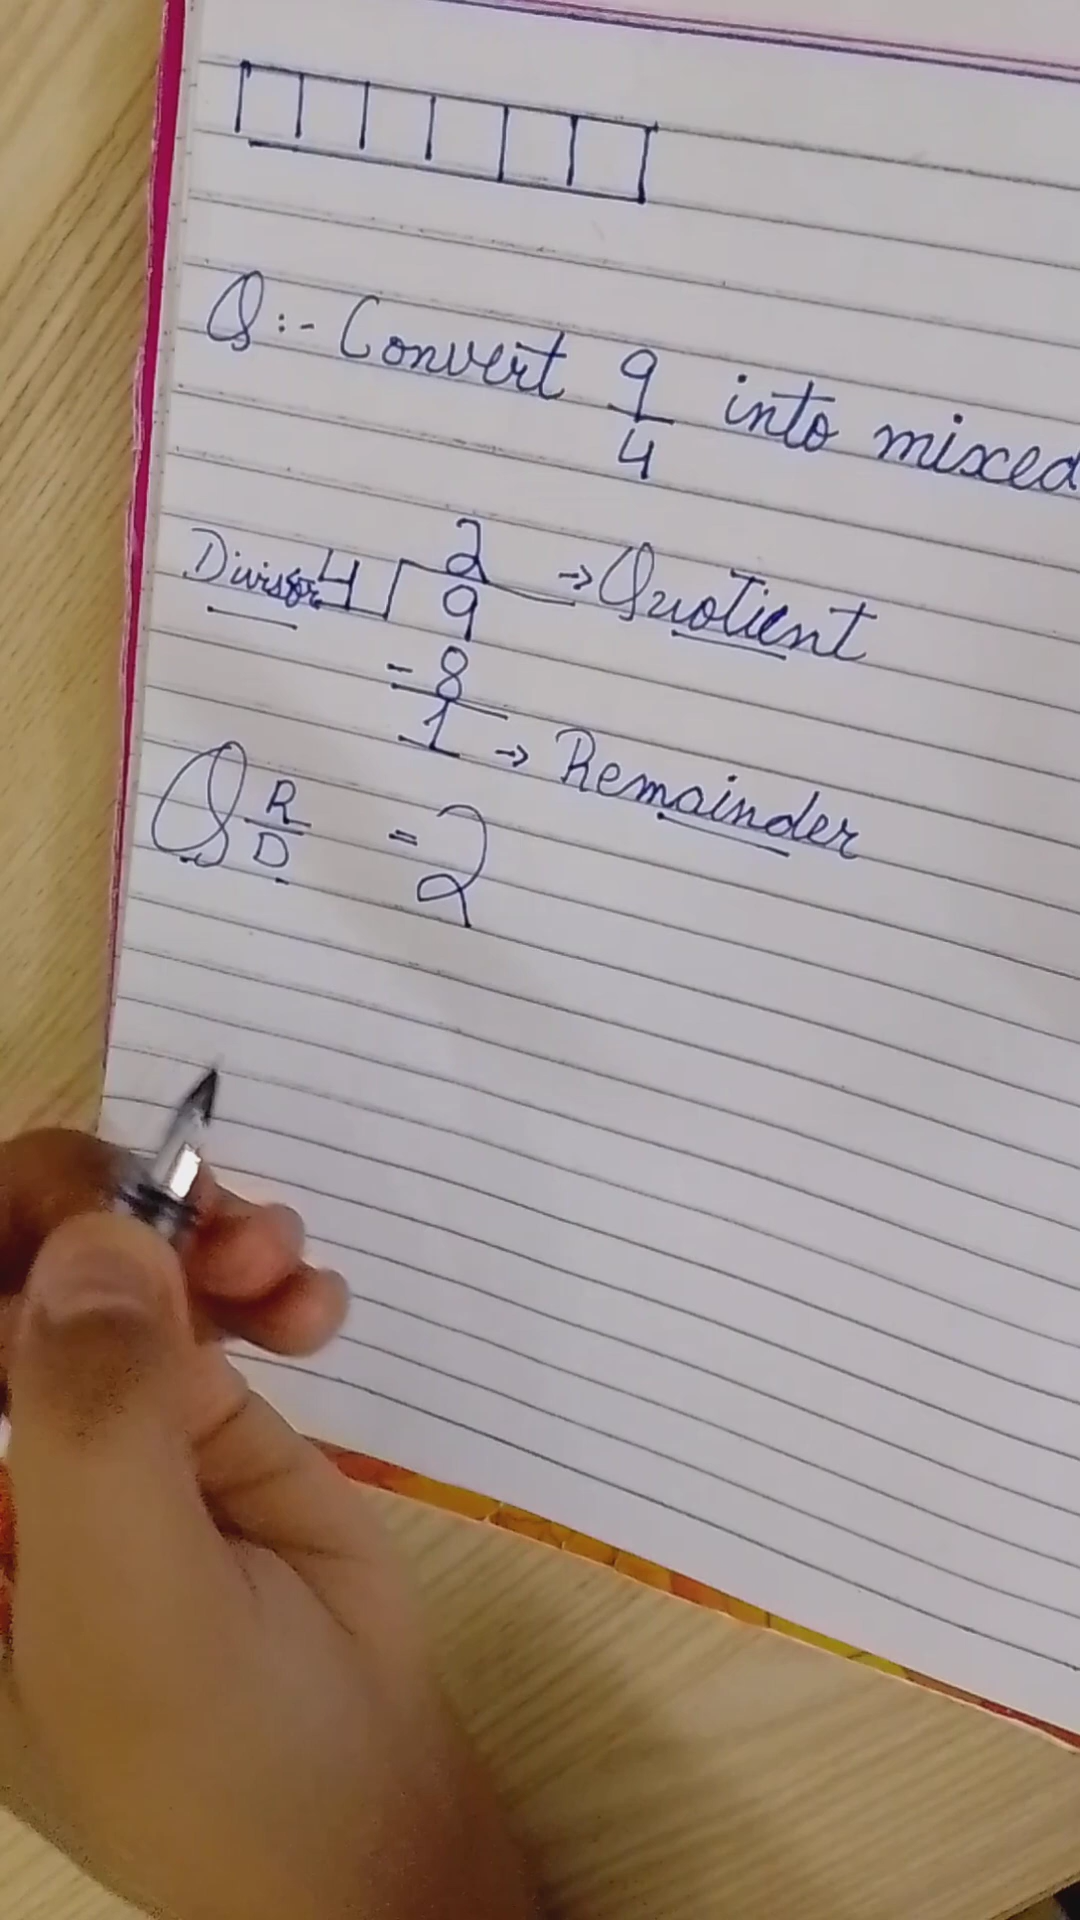 Q:- Convert 9/4 into mixed
2 → Quotient
Divisor 4 9
- 8
1 → Remainder
Q R/D = 2